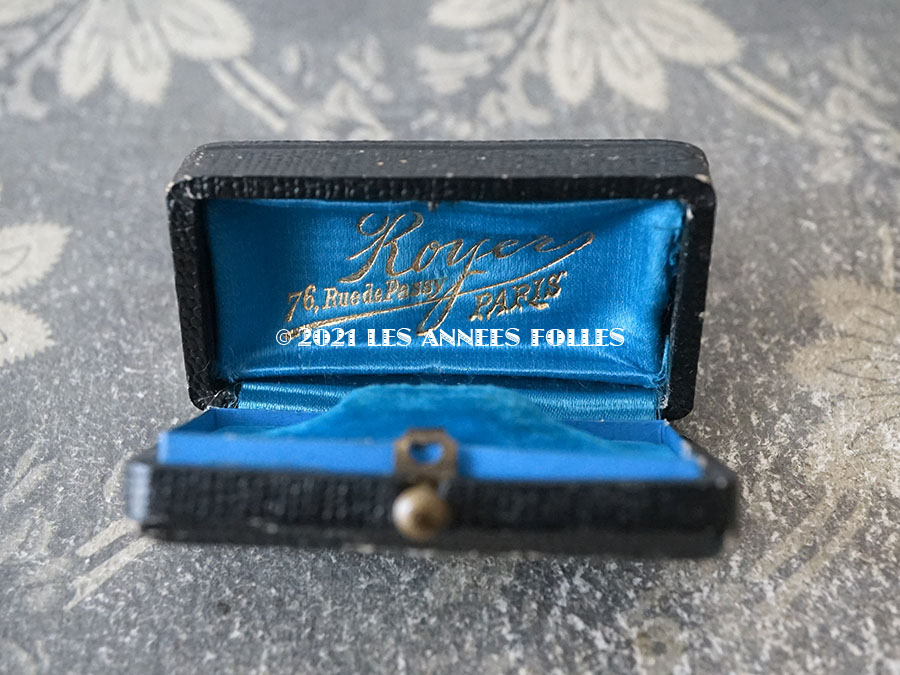 Royer
76, Rue de Passy
PARIS
© 2021 LES ANNEES FOLLES